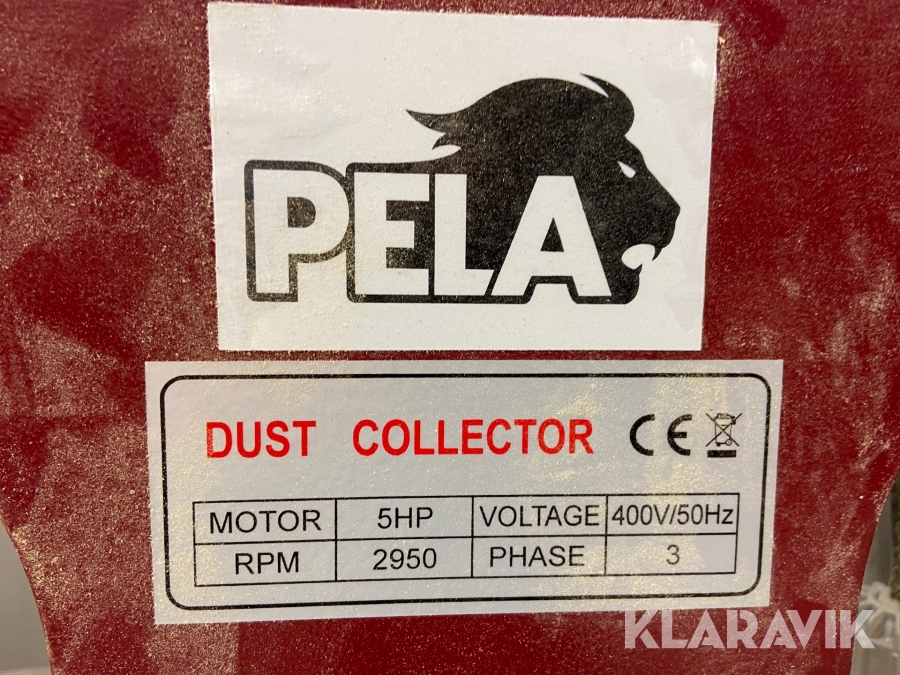 PELA
DUST COLLECTOR CE
MOTOR 5HP VOLTAGE 400V/50Hz
RPM 2950 PHASE 3
KLARAVIK